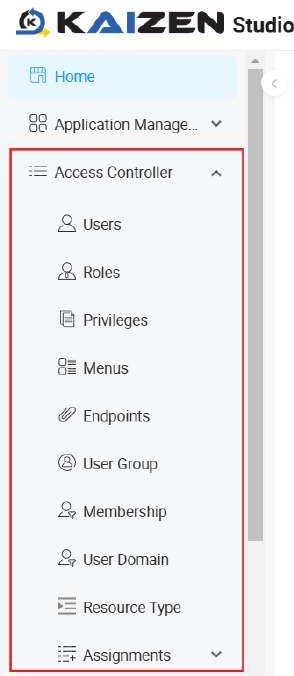 KAIZEN Studio
Home
Application Manage...
Access Controller
Users
Roles
Privileges
Menus
Endpoints
User Group
Membership
User Domain
Resource Type
Assignments